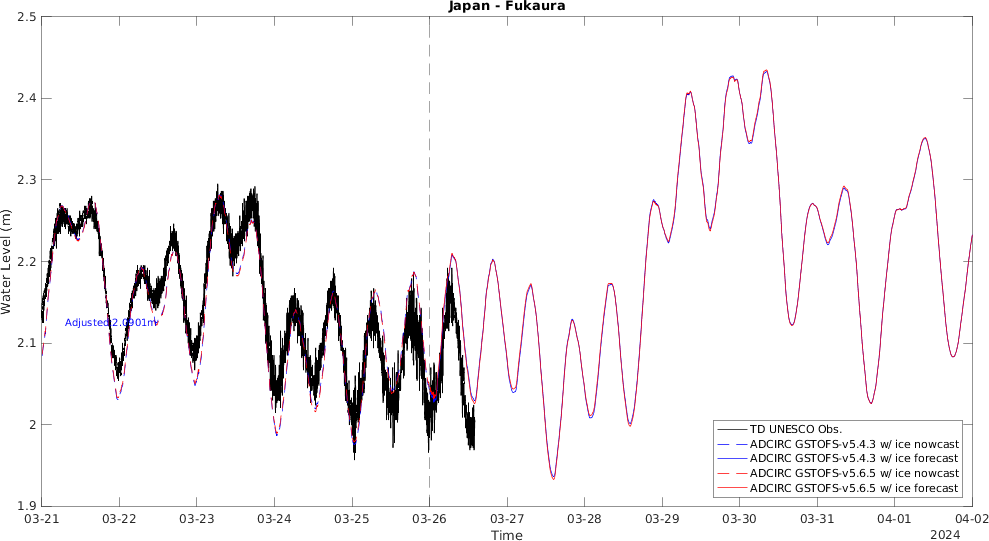 Japan - Fukaura
2.5
2.4
2.3
2.2
2.1
2
1.9
Water Level (m)
Adjusted 2.0901m
TD UNESCO Obs.
ADCIRC GSTOFS-v5.4.3 w/ ice nowcast
ADCIRC GSTOFS-v5.4.3 w/ ice forecast
ADCIRC GSTOFS-v5.6.5 w/ ice nowcast
ADCIRC GSTOFS-v5.6.5 w/ ice forecast
03-21 03-22 03-23 03-24 03-25 03-26 03-27 03-28 03-29 03-30 03-31 04-01 04-02
Time
2024